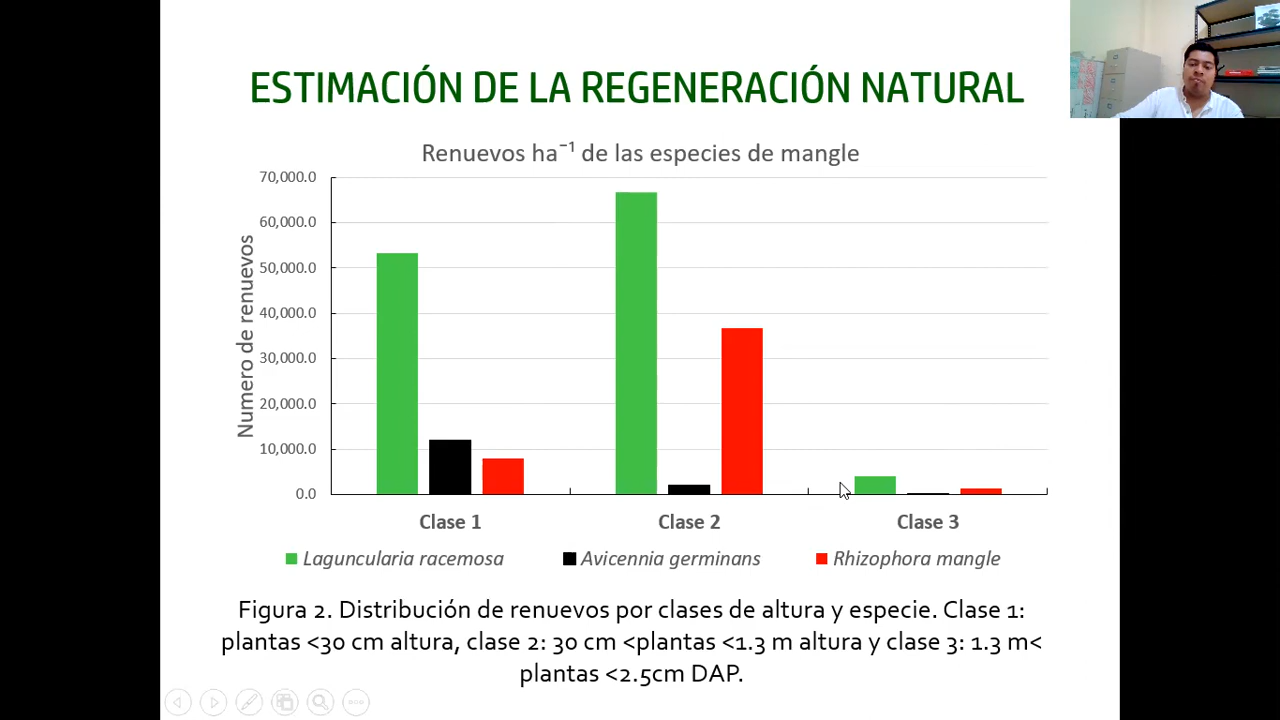 ESTIMACIÓN DE LA REGENERACIÓN NATURAL
Renuevos ha⁻¹ de las especies de mangle
Numero de renuevos
70,000.0
60,000.0
50,000.0
40,000.0
30,000.0
20,000.0
10,000.0
0.0
Clase 1 Clase 2 Clase 3
Laguncularia racemosa Avicennia germinans Rhizophora mangle
Figura 2. Distribución de renuevos por clases de altura y especie. Clase 1:
plantas <30 cm altura, clase 2: 30 cm <plantas <1.3 m altura y clase 3: 1.3 m<
plantas <2.5cm DAP.